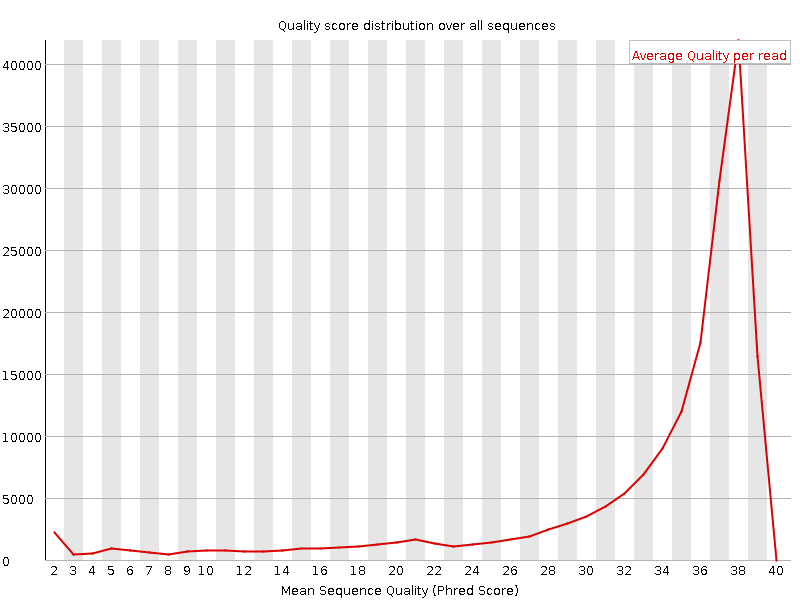 Quality score distribution over all sequences
Average Quality per read
40000
35000
30000
25000
20000
15000
10000
5000
0
2 3 4 5 6 7 8 9 10 12 14 16 18 20 22 24 26 28 30 32 34 36 38 40
Mean Sequence Quality (Phred Score)